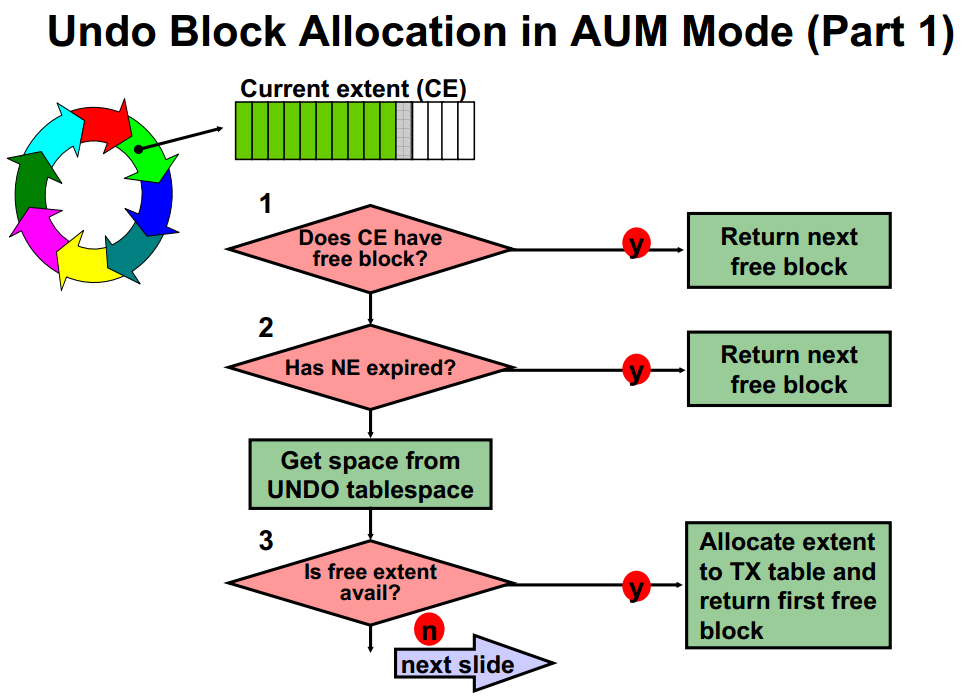 Undo Block Allocation in AUM Mode (Part 1)
Current extent (CE)
1
Does CE have
free block?
y
Return next
free block
2
Has NE expired?
y
Return next
free block
Get space from
UNDO tablespace
3
Is free extent
avail?
y
Allocate extent
to TX table and
return first free
block
n
next slide